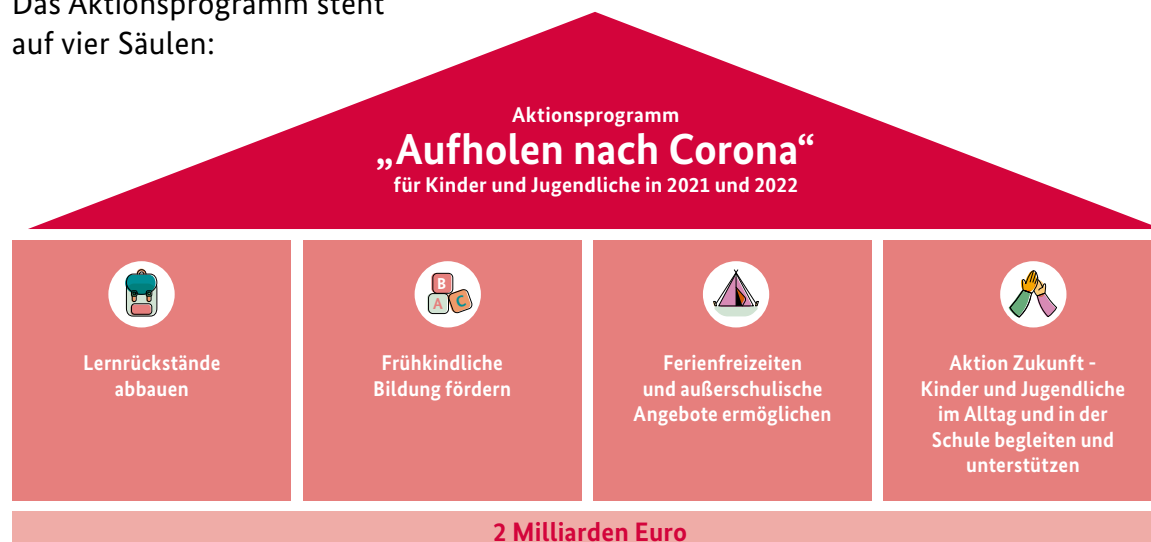 Das Aktionsprogramm steht
auf vier Säulen:
Aktionsprogramm
„Aufholen nach Corona“
für Kinder und Jugendliche in 2021 und 2022
B
A
C
Lernrückstände
abbauen
Frühkindliche
Bildung fördern
Ferienfreizeiten
und außerschulische
Angebote ermöglichen
Aktion Zukunft -
Kinder und Jugendliche
im Alltag und in der
Schule begleiten und
unterstützen
2 Milliarden Euro